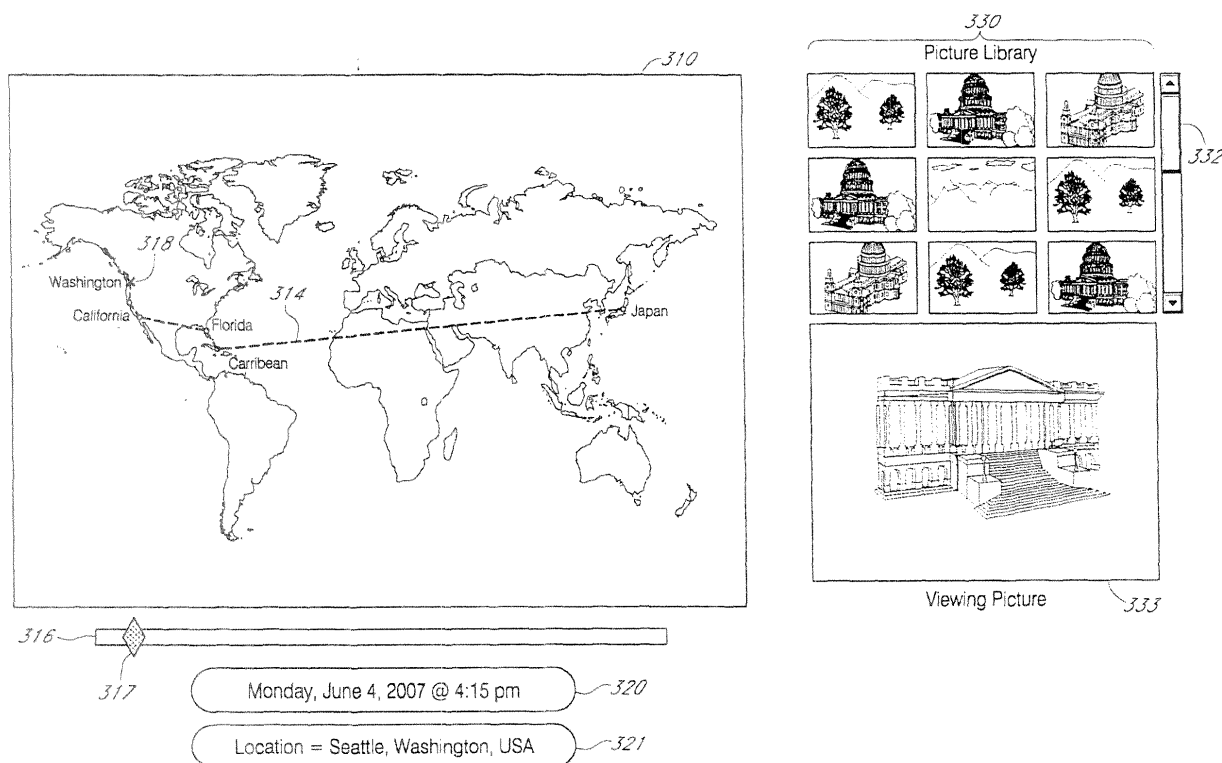 330
Picture Library
310
332
318
Washington
314
California
Florida
Japan
Carribean
Viewing Picture
333
316
317
Monday, June 4, 2007 @ 4:15 pm
320
Location = Seattle, Washington, USA
321